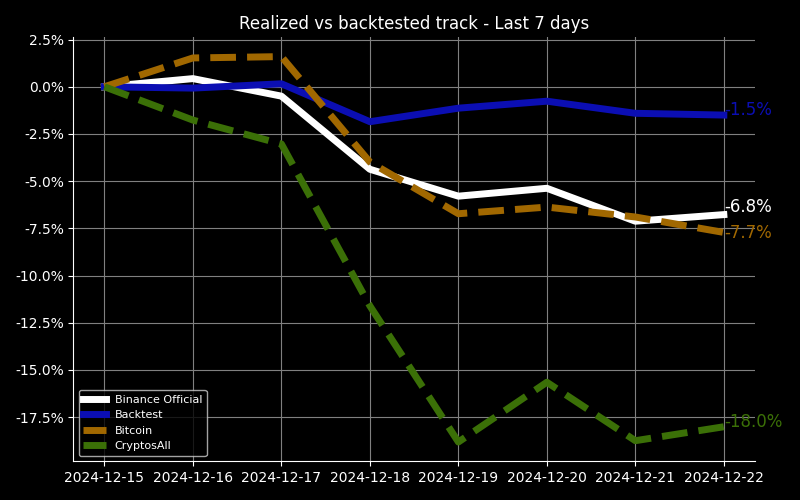 Realized vs backtested track - Last 7 days
2.5%
0.0%
-2.5%
-5.0%
-7.5%
-10.0%
-12.5%
-15.0%
-17.5%
-1.5%
-6.8%
-7.7%
-18.0%
Binance Official
Backtest
Bitcoin
CryptosAll
2024-12-15 2024-12-16 2024-12-17 2024-12-18 2024-12-19 2024-12-20 2024-12-21 2024-12-22